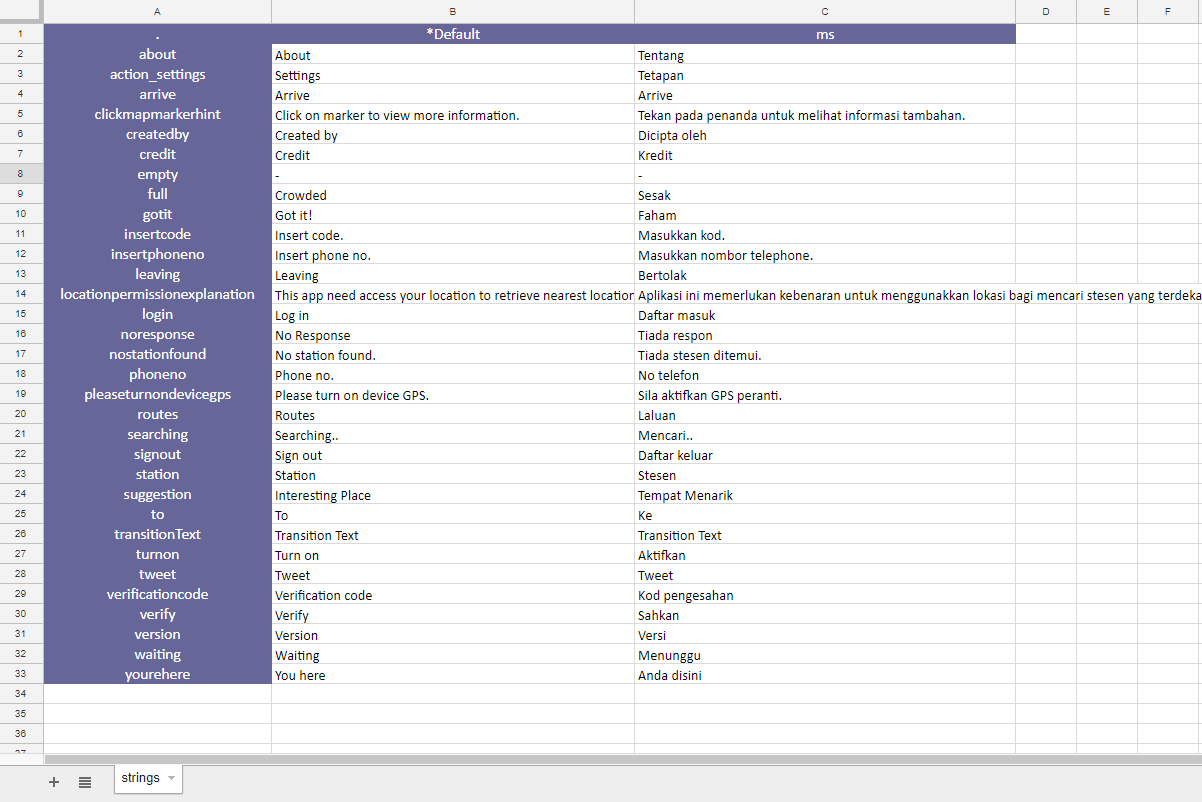 A B C D E F
1 . *Default ms
2 about About Tentang
3 action_settings Settings Tetapan
4 arrive Arrive Arrive
5 clickmapmarkerhint Click on marker to view more information. Tekan pada penanda untuk melihat informasi tambahan.
6 createdby Created by Dicipta oleh
7 credit Credit Kredit
8 empty - -
9 full Crowded Sesak
10 gotit Got it! Faham
11 insertcode Insert code. Masukkan kod.
12 insertphoneno Insert phone no. Masukkan nombor telephone.
13 leaving Leaving Bertolak
14 locationpermissionexplanation This app need access your location to retrieve nearest location Aplikasi ini memerlukan kebenaran untuk menggunakkan lokasi bagi mencari stesen yang terdeka
15 login Log in Daftar masuk
16 noresponse No Response Tiada respon
17 nostationfound No station found. Tiada stesen ditemui.
18 phoneno Phone no. No telefon
19 pleaseturnondevicegps Please turn on device GPS. Sila aktifkan GPS peranti.
20 routes Routes Laluan
21 searching Searching.. Mencari..
22 signout Sign out Daftar keluar
23 station Station Stesen
24 suggestion Interesting Place Tempat Menarik
25 to To Ke
26 transitionText Transition Text Transition Text
27 turnon Turn on Aktifkan
28 tweet Tweet Tweet
29 verificationcode Verification code Kod pengesahan
30 verify Verify Sahkan
31 version Version Versi
32 waiting Waiting Menunggu
33 yourehere You here Anda disini
34
35
36
37
strings